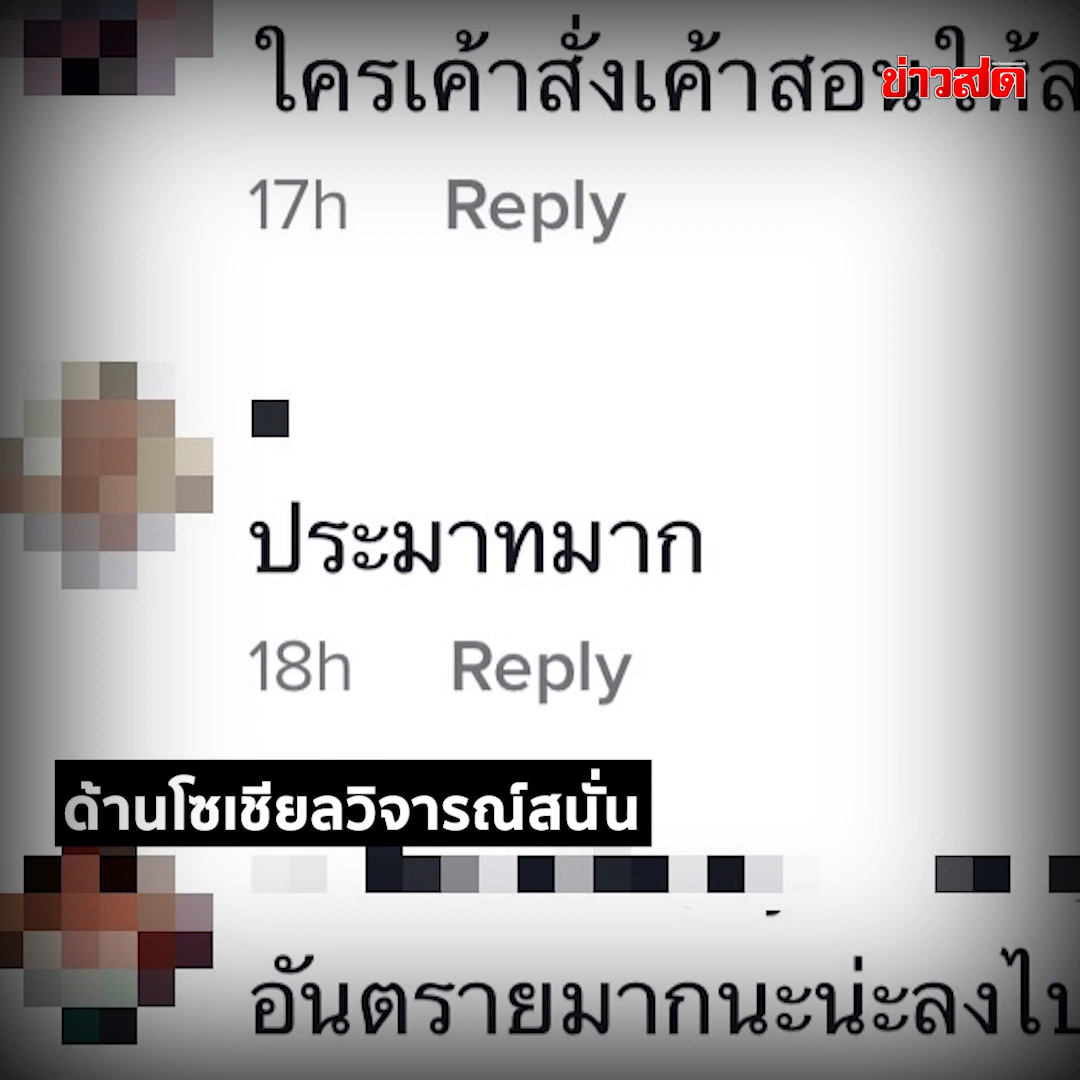 ใครเค้าสั่งเค้าสอนให้
ข่าวสด
17h Reply
ประมาทมาก
18h Reply
ด้านโซเชียลวิจารณ์สนั่น
อันตรายมากนะน่ะลง